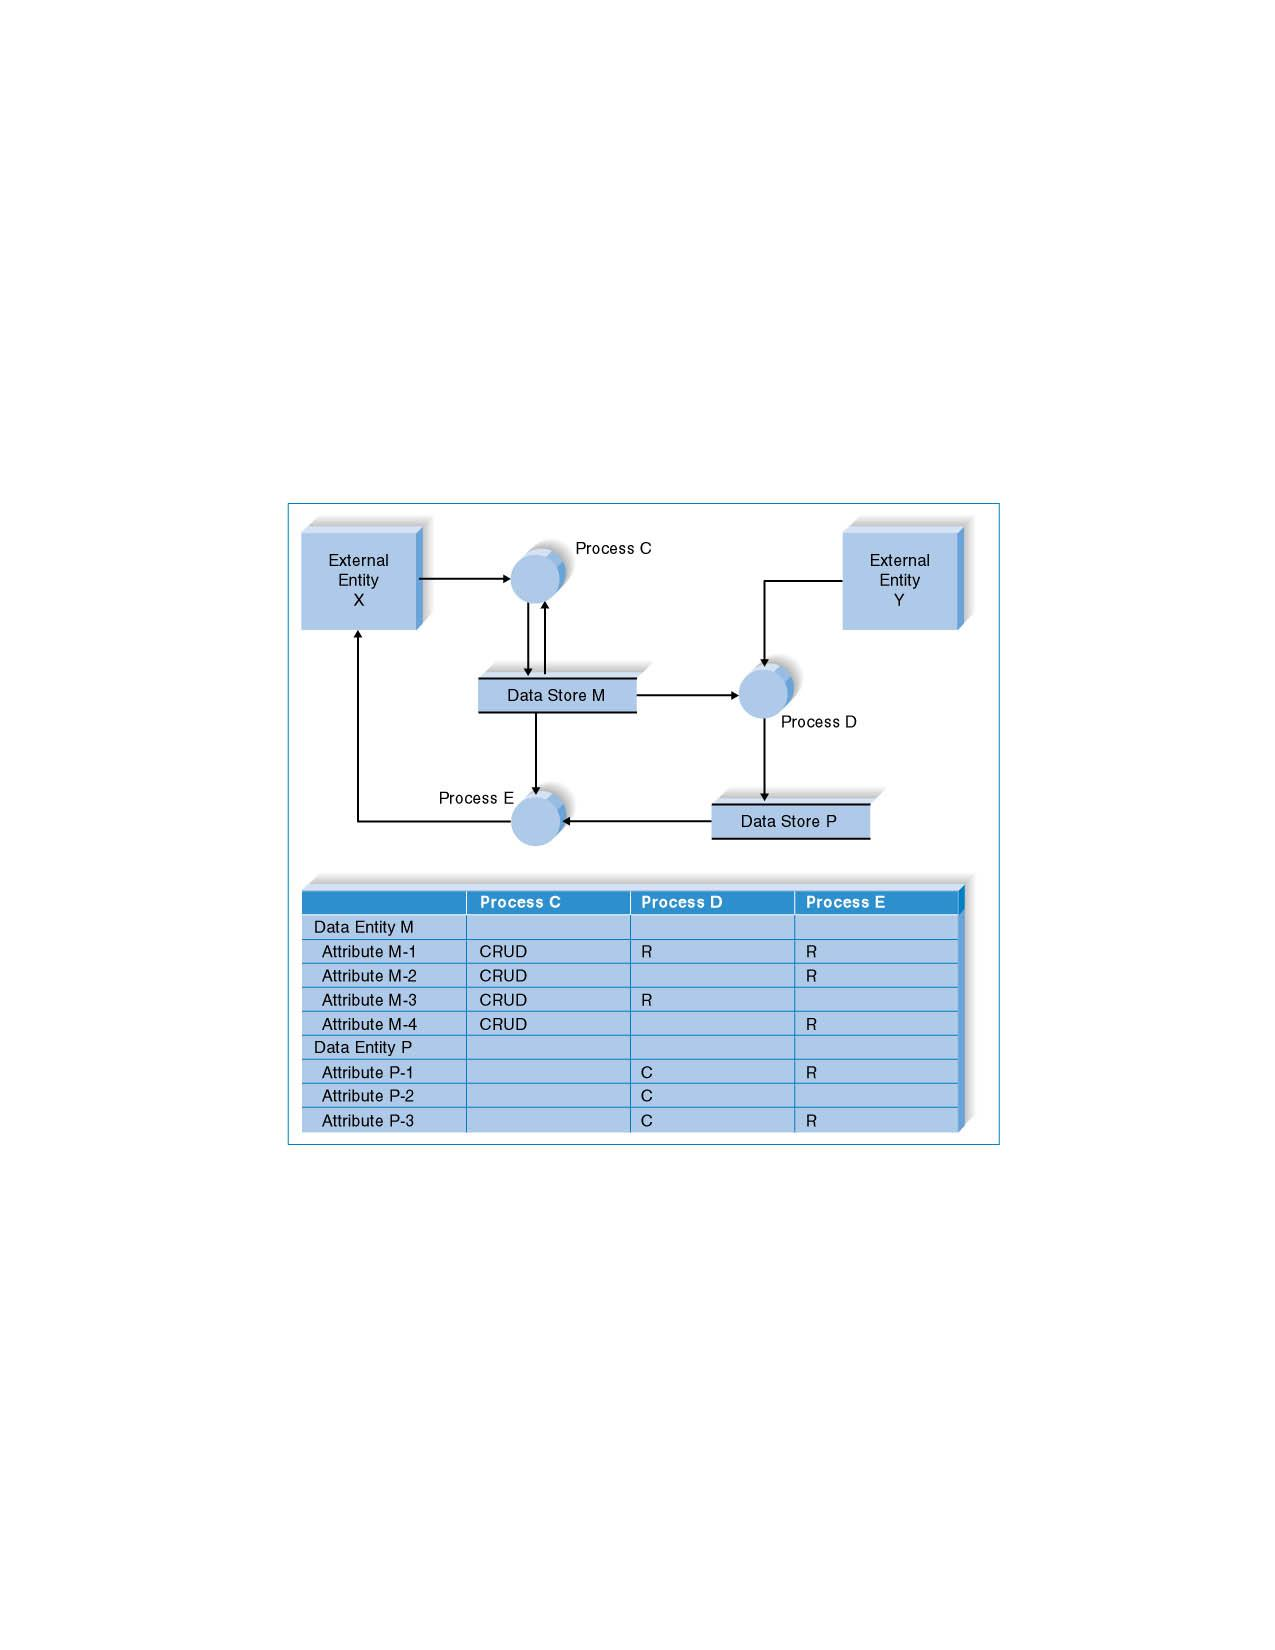 Process C
External
Entity
X
External
Entity
Y
Data Store M
Process D
Process E
Data Store P
Process C Process D Process E
Data Entity M
Attribute M-1 CRUD R R
Attribute M-2 CRUD R
Attribute M-3 CRUD R
Attribute M-4 CRUD R
Data Entity P
Attribute P-1 C R
Attribute P-2 C
Attribute P-3 C R